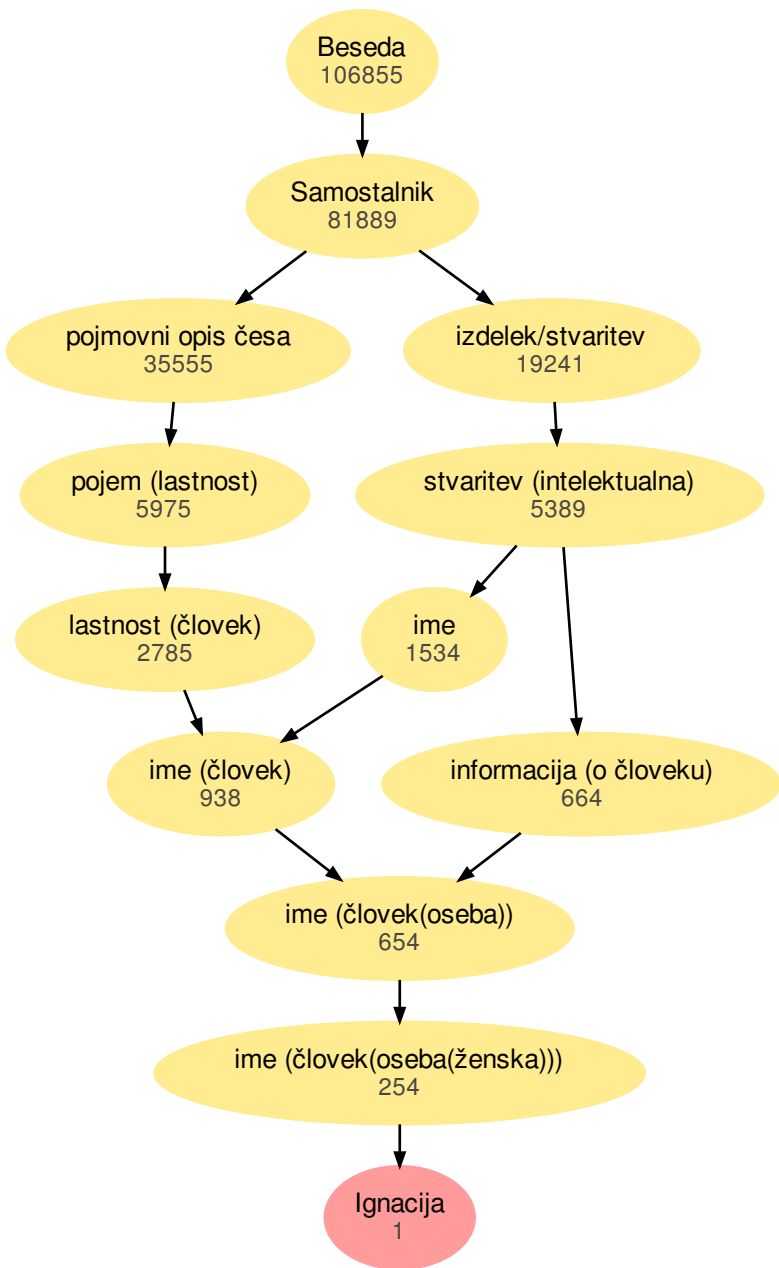 Beseda
106855
Samostalnik
81889
pojmovni opis česa
35555
izdelek/stvaritev
19241
pojem (lastnost)
5975
stvaritev (intelektualna)
5389
lastnost (človek)
2785
ime
1534
ime (človek)
938
informacija (o človeku)
664
ime (človek(oseba))
654
ime (človek(oseba(ženska)))
254
Ignacija
1